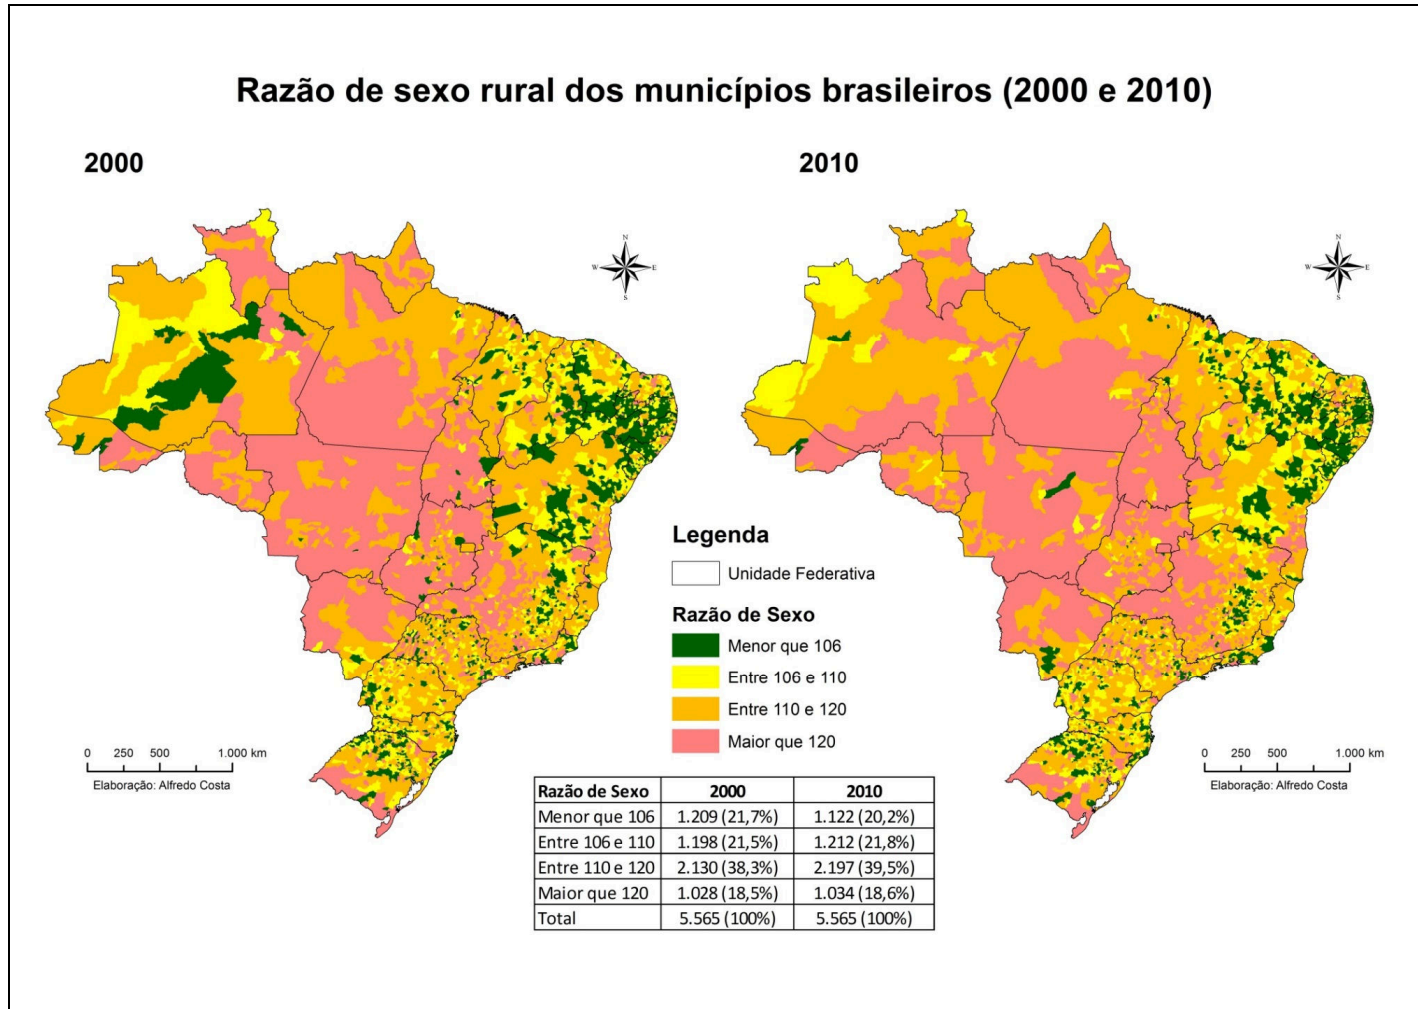 Razão de sexo rural dos municípios brasileiros (2000 e 2010)
2000
2010
N
W E
S
N
W E
S
Legenda
Unidade Federativa
Razão de Sexo
Menor que 106
Entre 106 e 110
Entre 110 e 120
Maior que 120
0 250 500 1.000 km
Elaboração: Alfredo Costa
0 250 500 1.000 km
Elaboração: Alfredo Costa
Razão de Sexo 2000 2010
Menor que 106 1.209 (21,7%) 1.122 (20,2%)
Entre 106 e 110 1.198 (21,5%) 1.212 (21,8%)
Entre 110 e 120 2.130 (38,3%) 2.197 (39,5%)
Maior que 120 1.028 (18,5%) 1.034 (18,6%)
Total 5.565 (100%) 5.565 (100%)